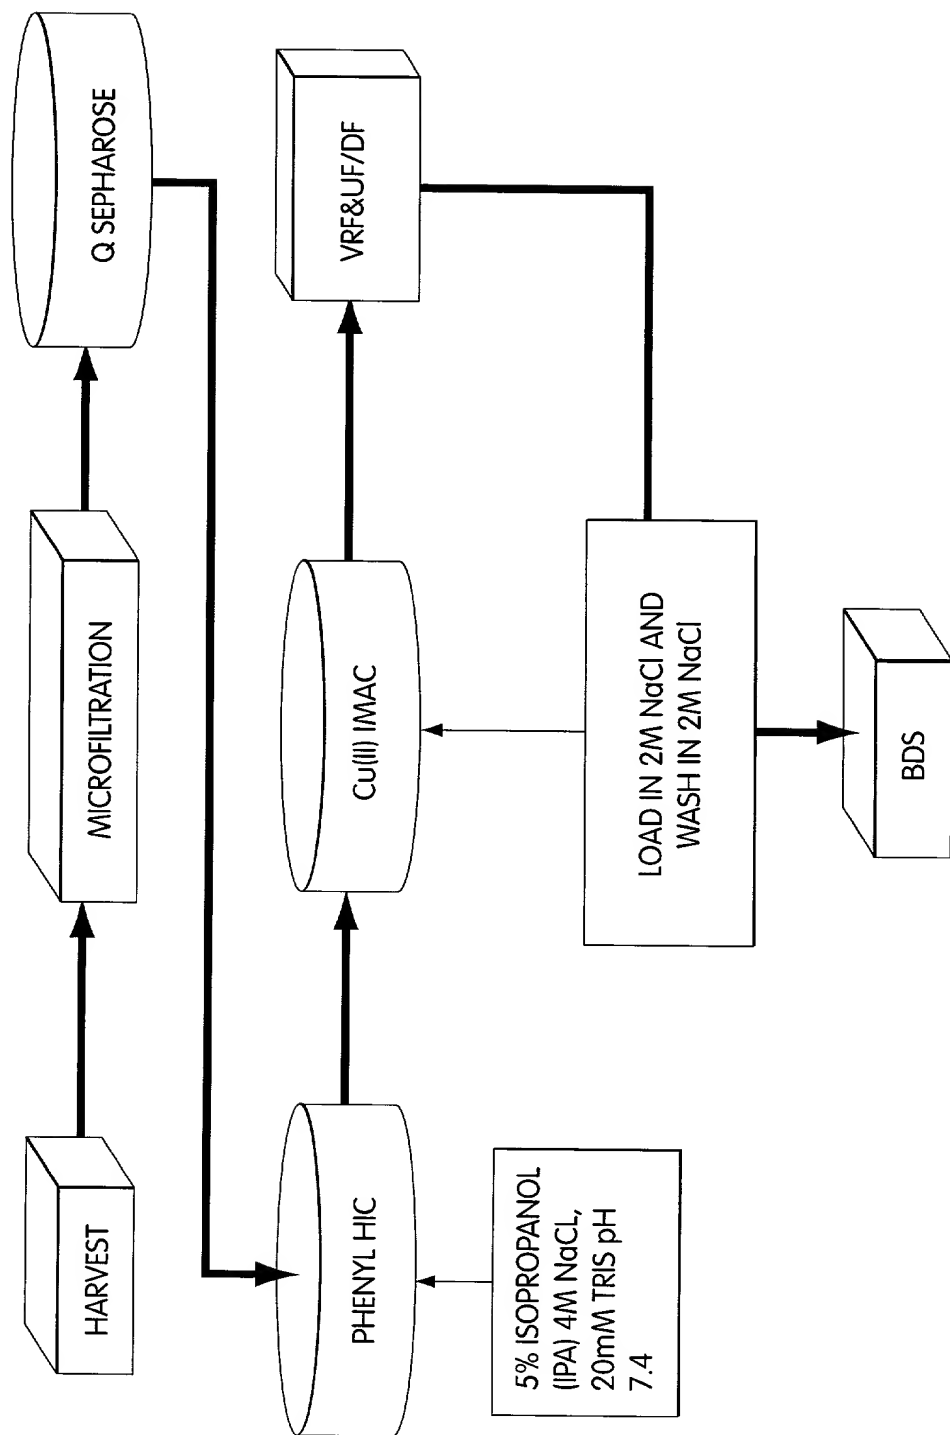 HARVEST
MICROFILTRATION
Q SEPHAROSE
PHENYL HIC
Cu(II) IMAC
VRF&UF/DF
5% ISOPROPANOL
(IPA) 4M NaCL,
20mM TRIS pH
7.4
LOAD IN 2M NaCl AND
WASH IN 2M NaCl
BDS